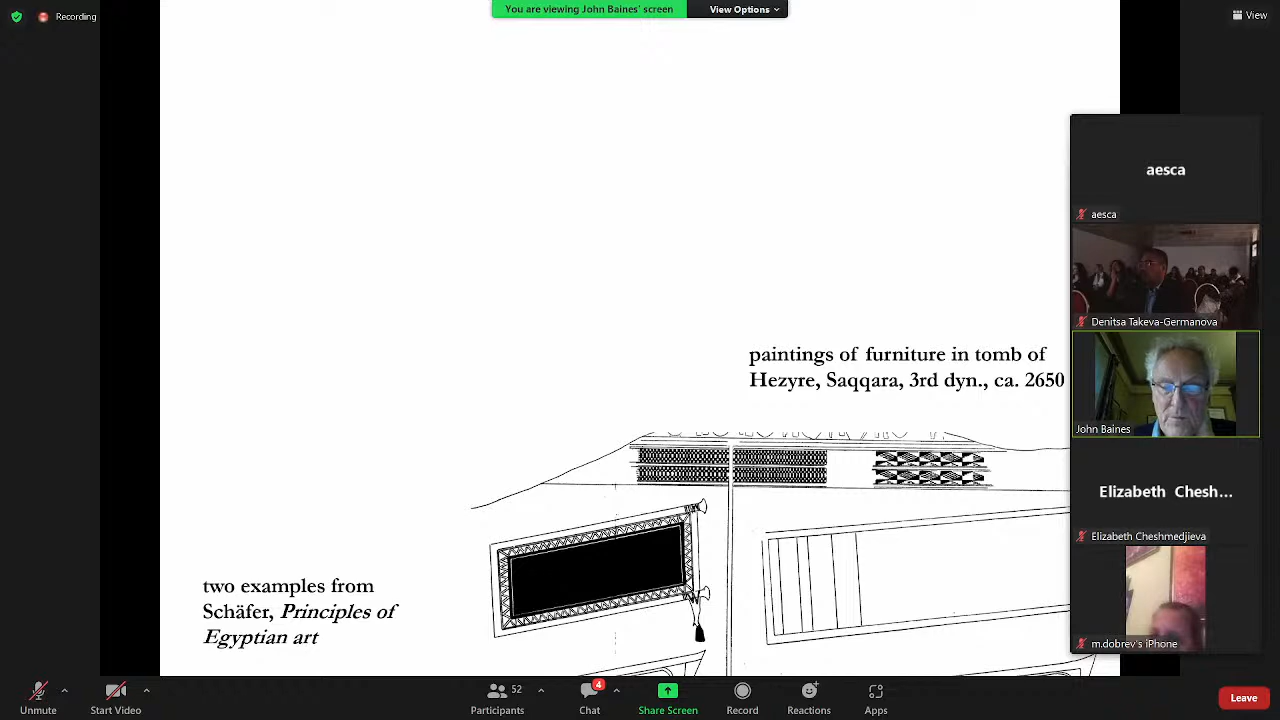 Recording
You are viewing John Baines' screen
View Options
View
aesca
aesca
Denitsa Takeva-Germanova
paintings of furniture in tomb of
Hezyre, Saqqara, 3rd dyn., ca. 2650
John Baines
Elizabeth Chesh...
Elizabeth Cheshmedjieva
two examples from
Schäfer, Principles of
Egyptian art
m.dobrev's iPhone
Unmute
Start Video
52
Participants
4
Chat
Share Screen
Record
Reactions
Apps
Leave